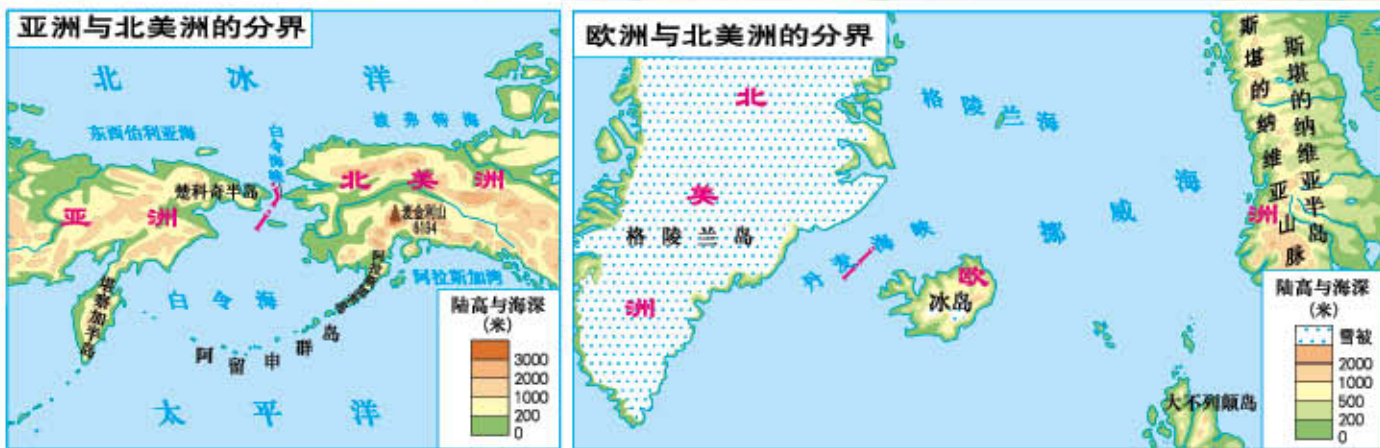 亚洲与北美洲的分界
北冰洋
东西伯利亚海
白令海峡
波弗特海
楚科奇半岛
北美洲
亚洲
麦金利山
6194
阿拉斯加湾
堪察加半岛
白令海
阿留申群岛
太平洋
陆高与海深
(米)
3000
2000
1000
200
0
欧洲与北美洲的分界
北美洲
格陵兰海
格陵兰岛
丹麦海峡
挪威海
欧洲
冰岛
斯堪的纳维亚山脉
斯堪的纳维亚半岛
大不列颠岛
陆高与海深
(米)
雪被
2000
1000
500
200
0